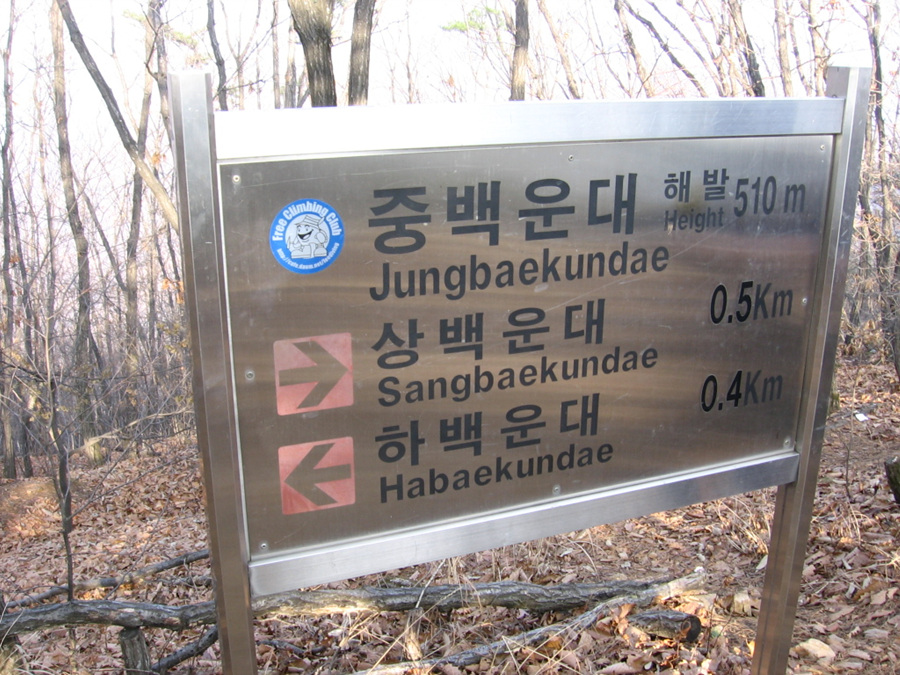 중백운대 해발 510 m
Jungbaekundae Height
상백운대 0.5Km
Sangbaekundae
하백운대 0.4Km
Habaekundae
Free Climbing Club